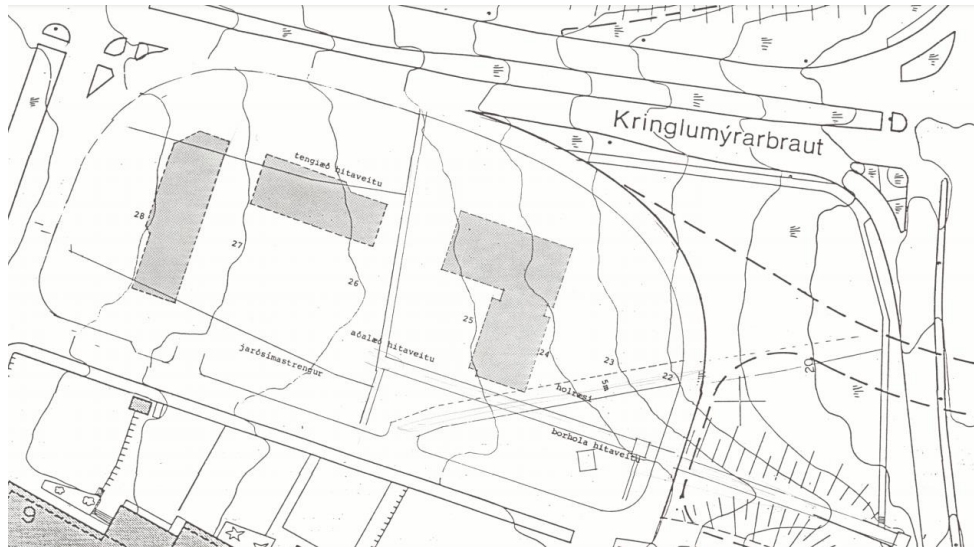 Kringlumýrarbraut
tengiæð hitaveitu
28
27
26
25
aðalæð hitaveitu
24
23
22
jarðsímastrengur
5m
20
holræsi
borhola hitaveitu
9